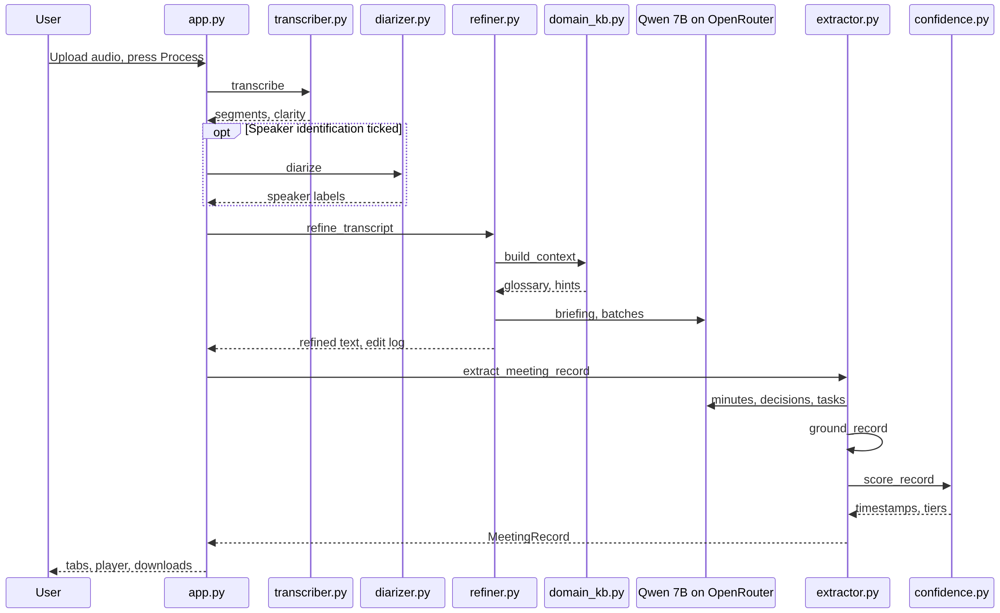 User
app.py
transcriber.py
diarizer.py
refiner.py
domain_kb.py
Qwen 7B on OpenRouter
extractor.py
confidence.py
Upload audio, press Process
transcribe
segments, clarity
opt
[Speaker identification ticked]
diarize
speaker labels
refine_transcript
build_context
glossary, hints
briefing, batches
refined text, edit log
extract_meeting_record
minutes, decisions, tasks
ground_record
score_record
timestamps, tiers
MeetingRecord
tabs, player, downloads
User
app.py
transcriber.py
diarizer.py
refiner.py
domain_kb.py
Qwen 7B on OpenRouter
extractor.py
confidence.py